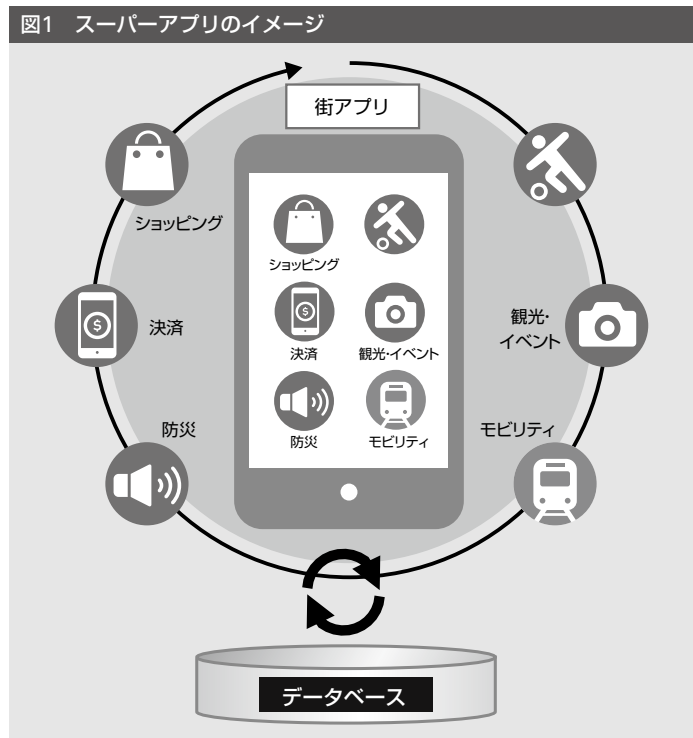 図1　スーパーアプリのイメージ
街アプリ
ショッピング
決済
防災
観光・
イベント
モビリティ
ショッピング
決済
観光・イベント
防災
モビリティ
データベース